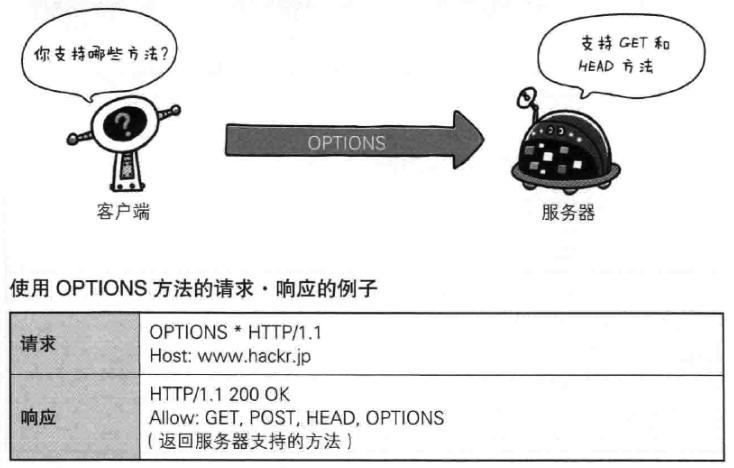 你支持哪些方法?
支持 GET 和
HEAD 方法
?
OPTIONS
客户端
服务器
使用 OPTIONS 方法的请求·响应的例子
请求
OPTIONS * HTTP/1.1
Host: www.hackr.jp
响应
HTTP/1.1 200 OK
Allow: GET, POST, HEAD, OPTIONS
(返回服务器支持的方法)